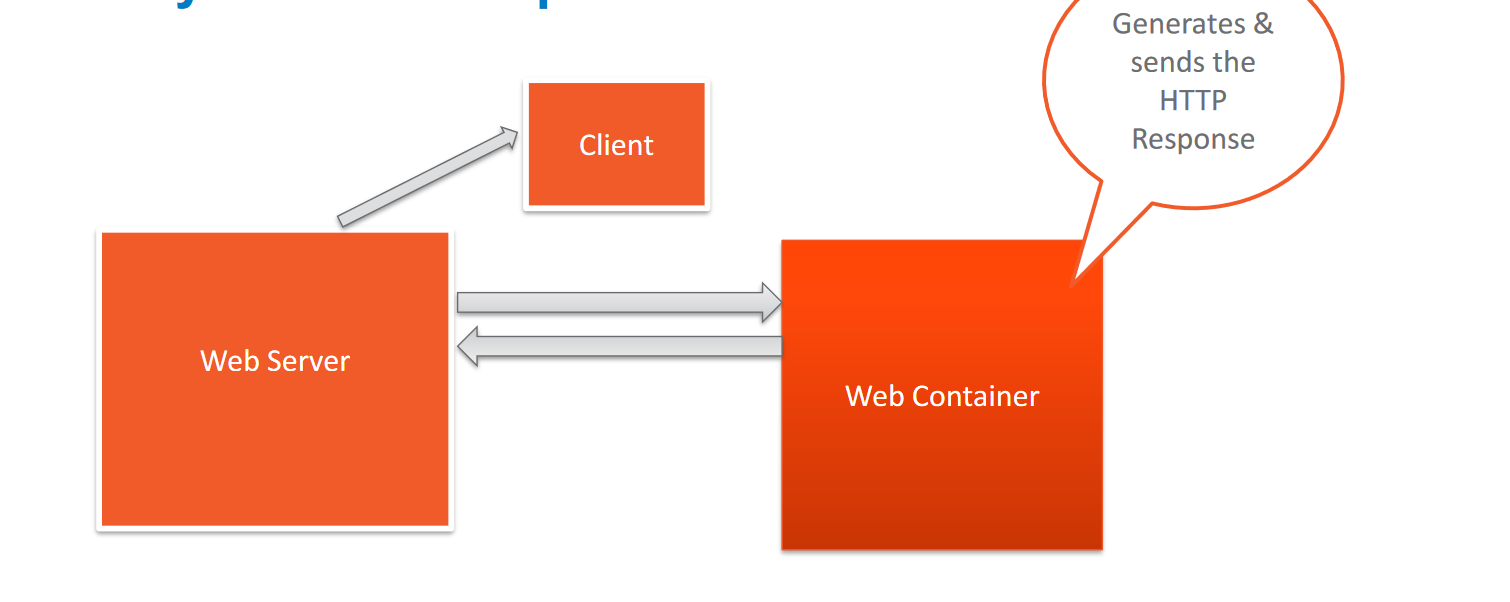 Generates &
sends the
HTTP
Response
Client
Web Server
Web Container